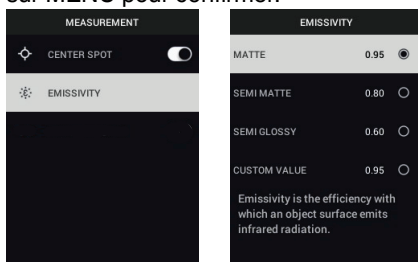 sur MENU pour confirmer.
MEASUREMENT
CENTER SPOT
EMISSIVITY
EMISSIVITY
MATTE 0.95
SEMI MATTE 0.80
SEMI GLOSSY 0.60
CUSTOM VALUE 0.95
Emissivity is the efficiency with
which an object surface emits
infrared radiation.